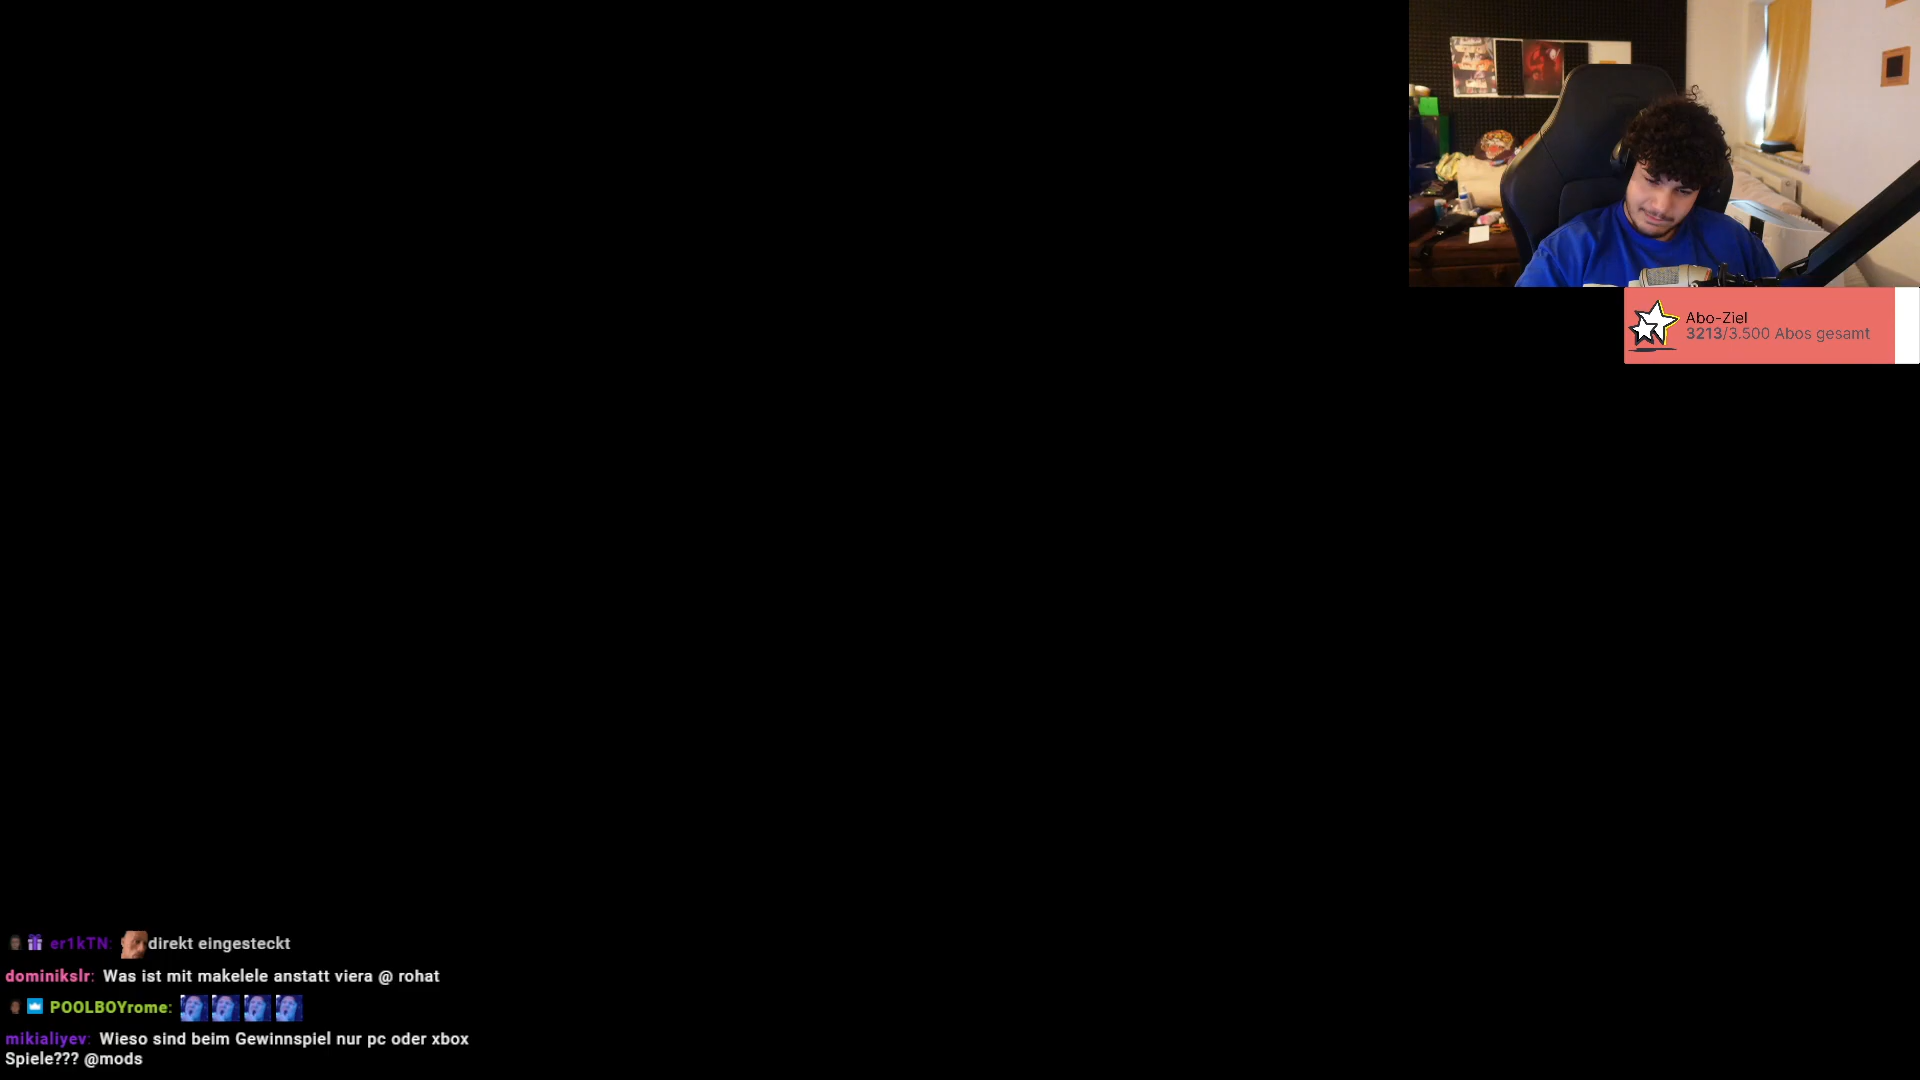 Abo-Ziel
3213/3.500 Abos gesamt
er1kTN: direkt eingesteckt
dominikslr: Was ist mit makelele anstatt viera @ rohat
POOLBOYrome:
mikialiyev: Wieso sind beim Gewinnspiel nur pc oder xbox
Spiele??? @mods